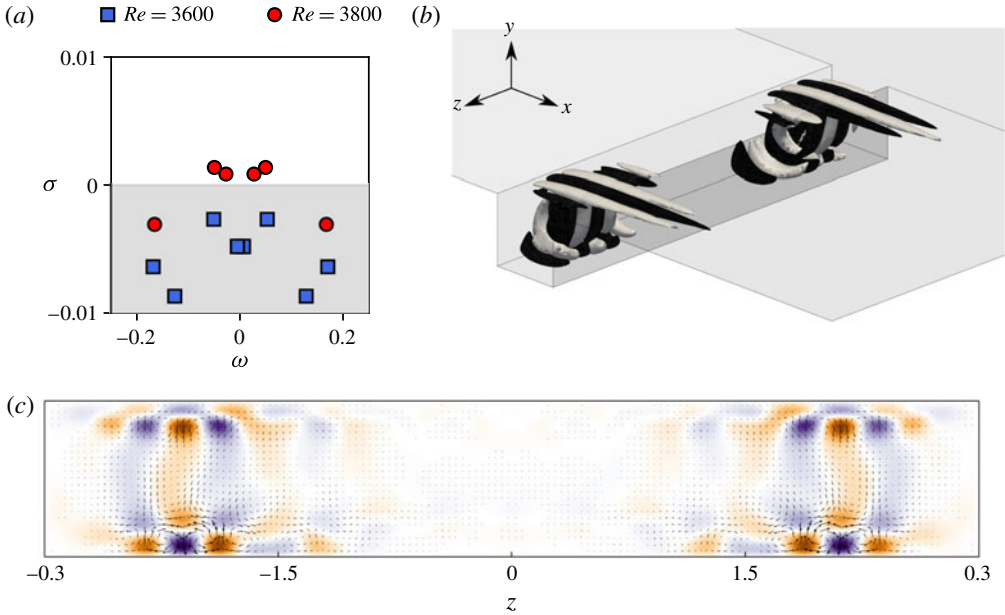 (a) Re = 3600 Re = 3800 (b)
0.01
σ 0
−0.01
−0.2 0 0.2
ω
y
z x
(c)
−0.3 −1.5 0 1.5 0.3
z